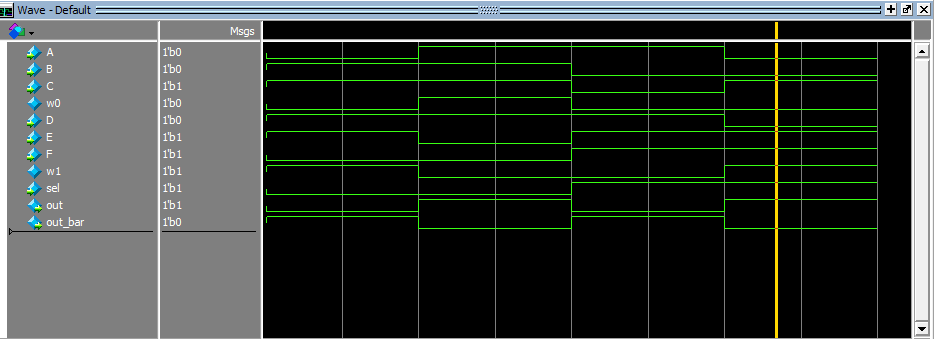 Wave - Default
Msgs
A 1'b0
B 1'b0
C 1'b1
w0 1'b0
D 1'b0
E 1'b1
F 1'b1
w1 1'b1
sel 1'b1
out 1'b1
out_bar 1'b0